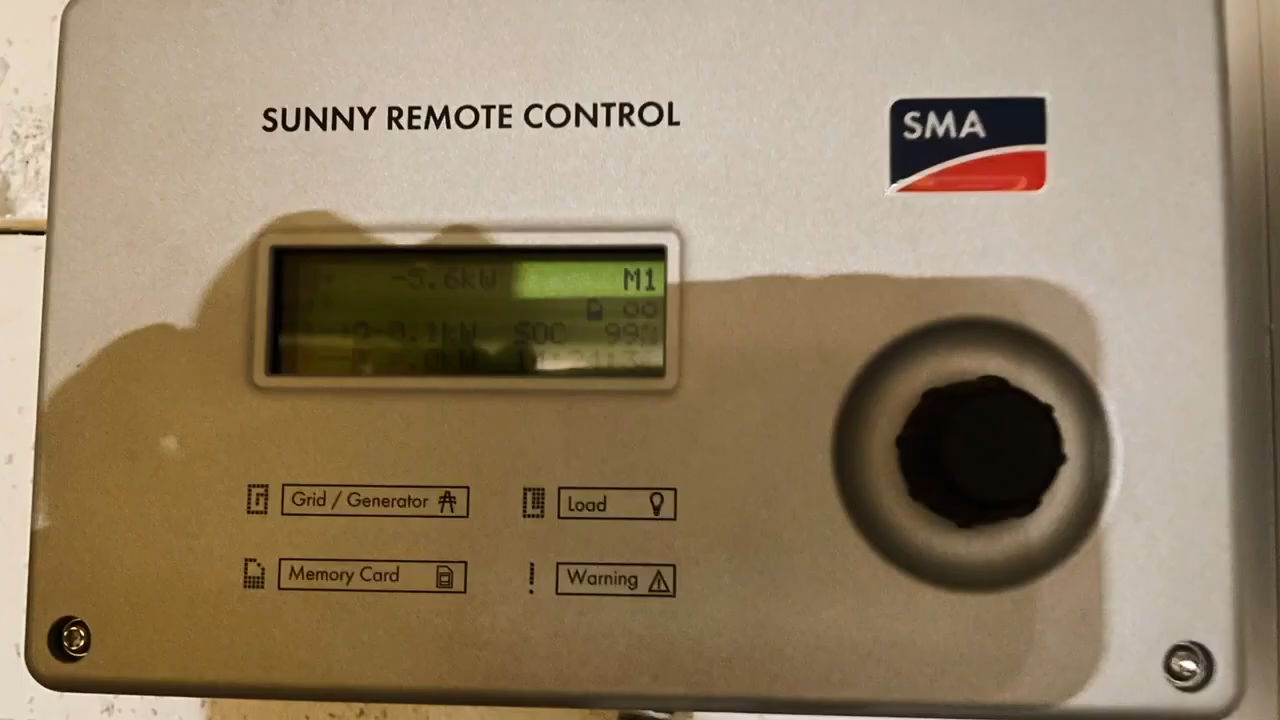 SUNNY REMOTE CONTROL
SMA
-5.6kW M1
SOC 99%
Grid / Generator
Load
Memory Card
! Warning